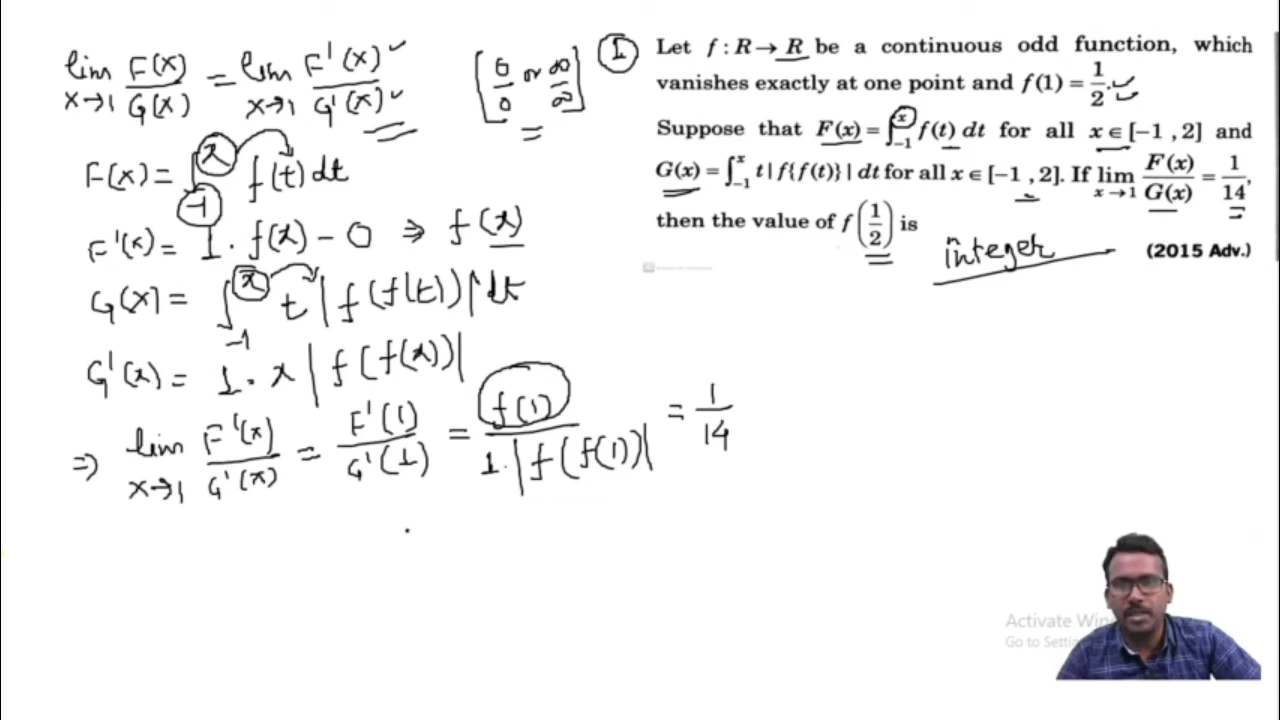 lim x→1 F(x)/G(x) = lim x→1 F'(x)/G'(x) [0/0 or ∞/∞]
F(x) = ∫_-1^x f(t) dt
F'(x) = 1. f(x) - 0 ⇒ f(x)
G(x) = ∫_-1^x t|f(f(t))|dt
G'(x) = 1. x|f(f(x))|
⇒ lim x→1 F'(x)/G'(x) = F'(1)/G'(1) = f(1)/1.|f(f(1))| = 1/14
1 Let f : R → R be a continuous odd function, which
vanishes exactly at one point and f(1) = 1/2.
Suppose that F(x) = ∫_-1^x f(t) dt for all x ∈ [-1 , 2] and
G(x) = ∫_-1^x t| f{f(t)}| dt for all x ∈ [-1 , 2]. If lim x→1 F(x)/G(x) = 1/14,
then the value of f(1/2) is
integer
(2015 Adv.)
Activate Win
Go to Settin